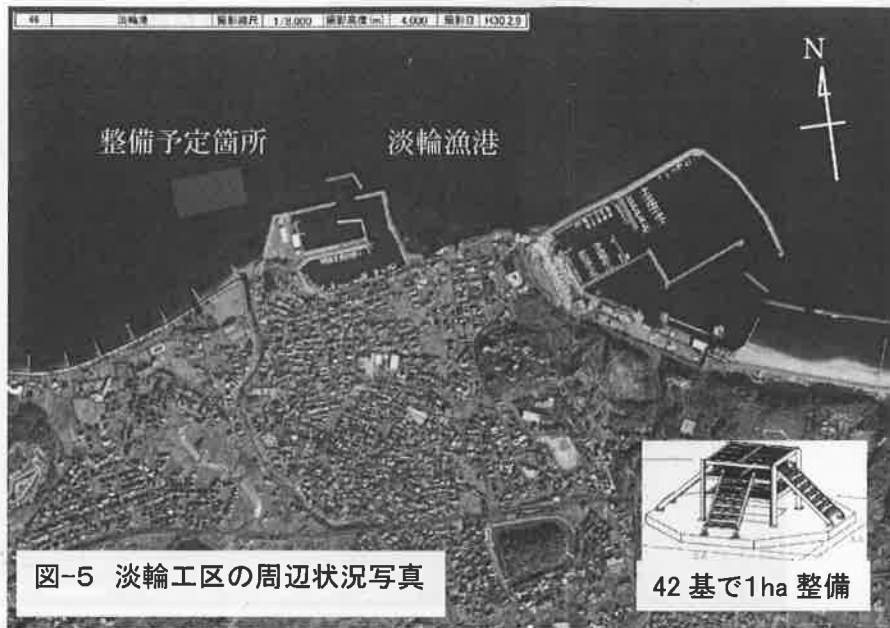 46 淡輪港 撮影縮尺 1/8,000 撮影高度(m) 4,000 撮影日 H30.2.9
N
整備予定箇所 淡輪漁港
図-5 淡輪工区の周辺状況写真
42基で1ha整備